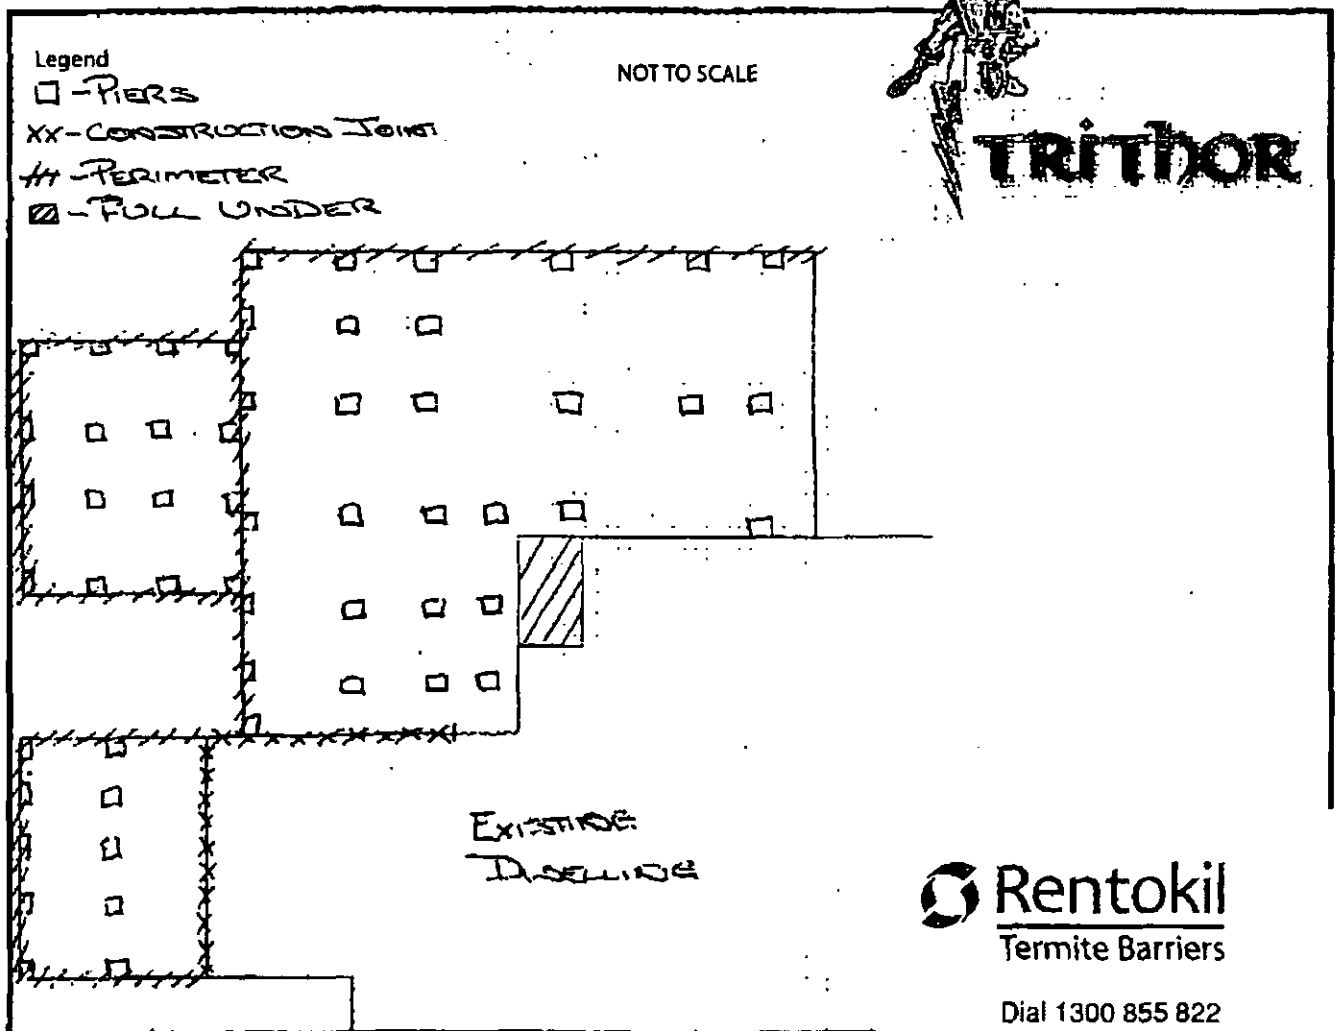 Legend
□ - PIERS
XX - CONSTRUCTION JOINT
/// - PERIMETER
▨ - FULL UNDER
NOT TO SCALE
TRiThOR
EXISTING
DWELLING
Rentokil
Termite Barriers
Dial 1300 855 822